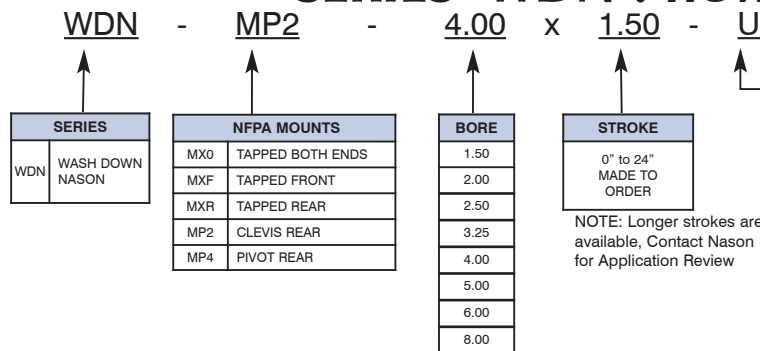 WDN - MP2 - 4.00 x 1.50 - U
SERIES
WDN WASH DOWN
NASON
NFPA MOUNTS
MX0 TAPPED BOTH ENDS
MXF TAPPED FRONT
MXR TAPPED REAR
MP2 CLEVIS REAR
MP4 PIVOT REAR
BORE
1.50
2.00
2.50
3.25
4.00
5.00
6.00
8.00
STROKE
0" to 24"
MADE TO
ORDER
NOTE: Longer strokes are
available, Contact Nason
for Application Review